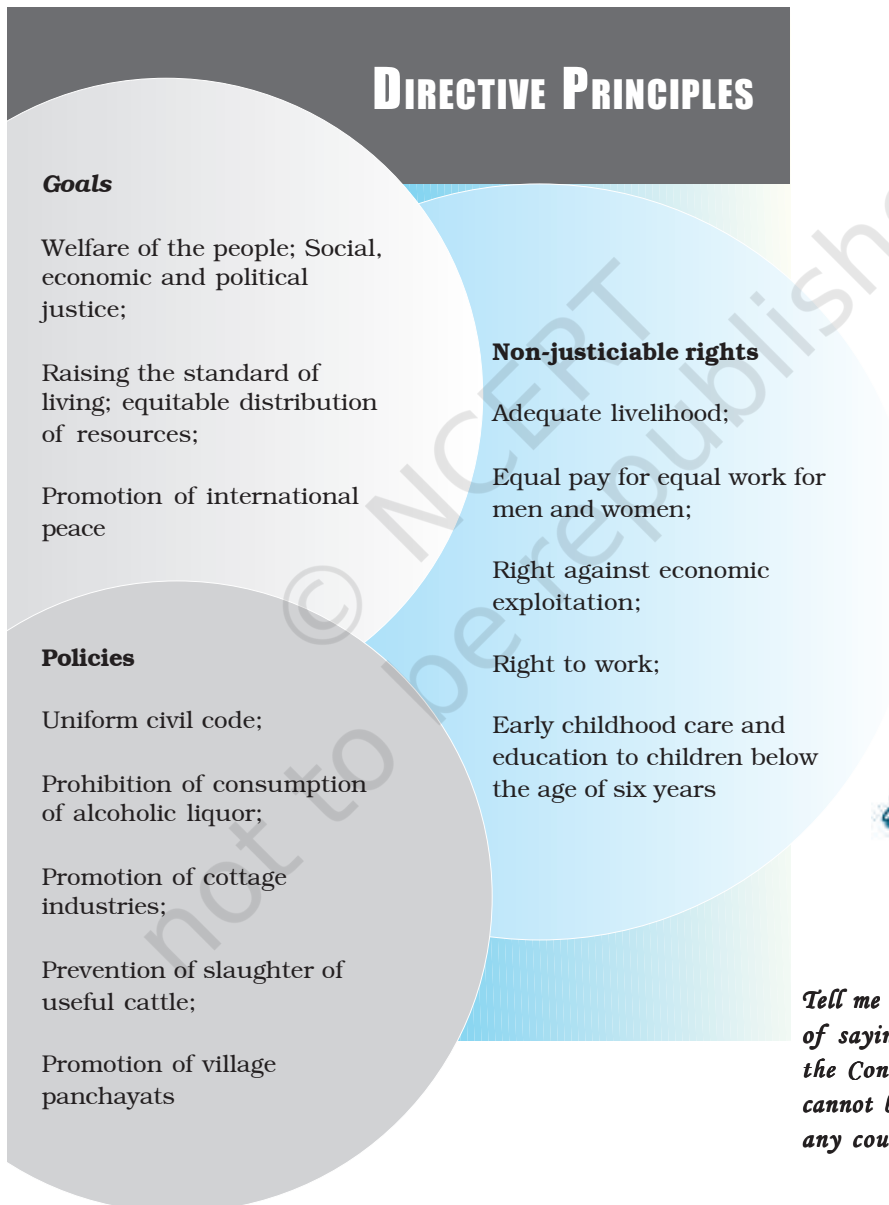 DIRECTIVE PRINCIPLES
Goals
Welfare of the people; Social,
economic and political
justice;
Raising the standard of
living; equitable distribution
of resources;
Promotion of international
peace
Non-justiciable rights
Adequate livelihood;
Equal pay for equal work for
men and women;
Right against economic
exploitation;
Right to work;
Early childhood care and
education to children below
the age of six years
Policies
Uniform civil code;
Prohibition of consumption
of alcoholic liquor;
Promotion of cottage
industries;
Prevention of slaughter of
useful cattle;
Promotion of village
panchayats
Tell me
of
the
cannot
any
© NCERT
not to be